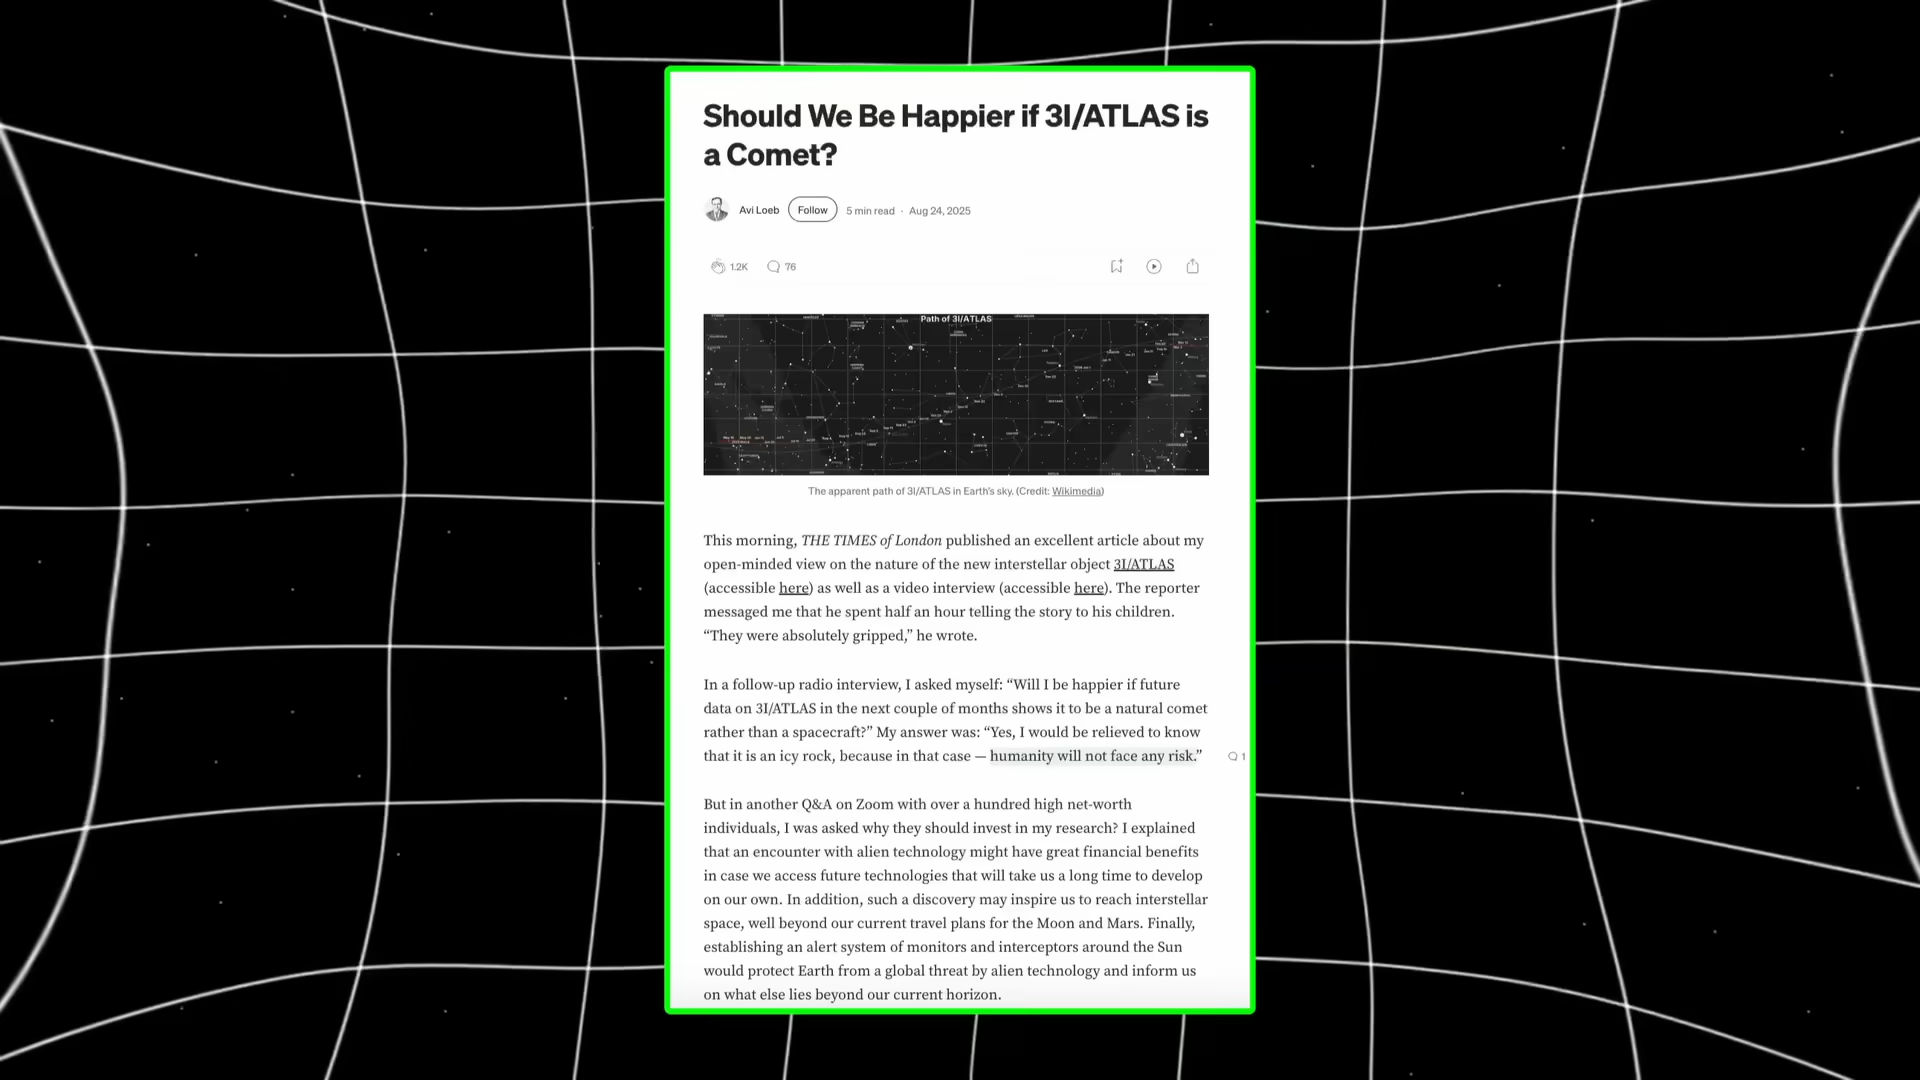 Should We Be Happier if 3I/ATLAS is
a Comet?
Avi Loeb Follow 5 min read · Aug 24, 2025
1.2K 76
Path of 3I/ATLAS
The apparent path of 3I/ATLAS in Earth's sky. (Credit: Wikimedia)
This morning, THE TIMES of London published an excellent article about my
open-minded view on the nature of the new interstellar object 3I/ATLAS
(accessible here) as well as a video interview (accessible here). The reporter
messaged me that he spent half an hour telling the story to his children.
“They were absolutely gripped,” he wrote.
In a follow-up radio interview, I asked myself: “Will I be happier if future
data on 3I/ATLAS in the next couple of months shows it to be a natural comet
rather than a spacecraft?” My answer was: “Yes, I would be relieved to know
that it is an icy rock, because in that case — humanity will not face any risk.”
1
But in another Q&A on Zoom with over a hundred high net-worth
individuals, I was asked why they should invest in my research? I explained
that an encounter with alien technology might have great financial benefits
in case we access future technologies that will take us a long time to develop
on our own. In addition, such a discovery may inspire us to reach interstellar
space, well beyond our current travel plans for the Moon and Mars. Finally,
establishing an alert system of monitors and interceptors around the Sun
would protect Earth from a global threat by alien technology and inform us
on what else lies beyond our current horizon.